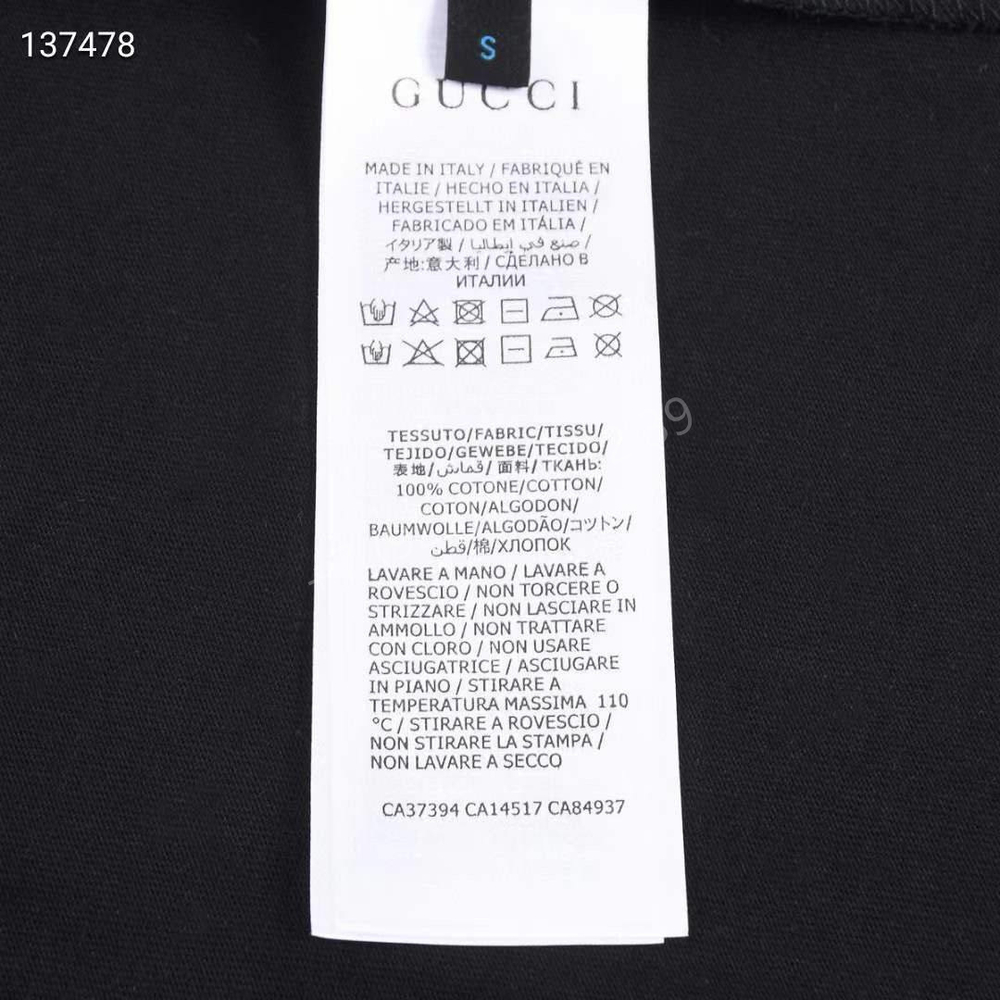 137478
S
GUCCI
MADE IN ITALY / FABRIQUÉ EN
ITALIE / HECHO EN ITALIA /
HERGESTELLT IN ITALIEN /
FABRICADO EM ITÁLIA /
イタリア製 / صنع في إيطاليا /
产地:意大利 / СДЕЛАНО В
ИТАЛИИ
TESSUTO/FABRIC/TISSU/
TEJIDO/GEWEBE/TECIDO/
表地/قماش/ 面料/ ТКАНЬ:
100% COTONE/COTTON/
COTON/ALGODON/
BAUMWOLLE/ALGODÃO/コットン/
قطن/棉/ХЛОПОК
LAVARE A MANO / LAVARE A
ROVESCIO / NON TORCERE O
STRIZZARE / NON LASCIARE IN
AMMOLLO / NON TRATTARE
CON CLORO / NON USARE
ASCIUGATRICE / ASCIUGARE
IN PIANO / STIRARE A
TEMPERATURA MASSIMA 110
°C / STIRARE A ROVESCIO /
NON STIRARE LA STAMPA /
NON LAVARE A SECCO
CA37394 CA14517 CA84937